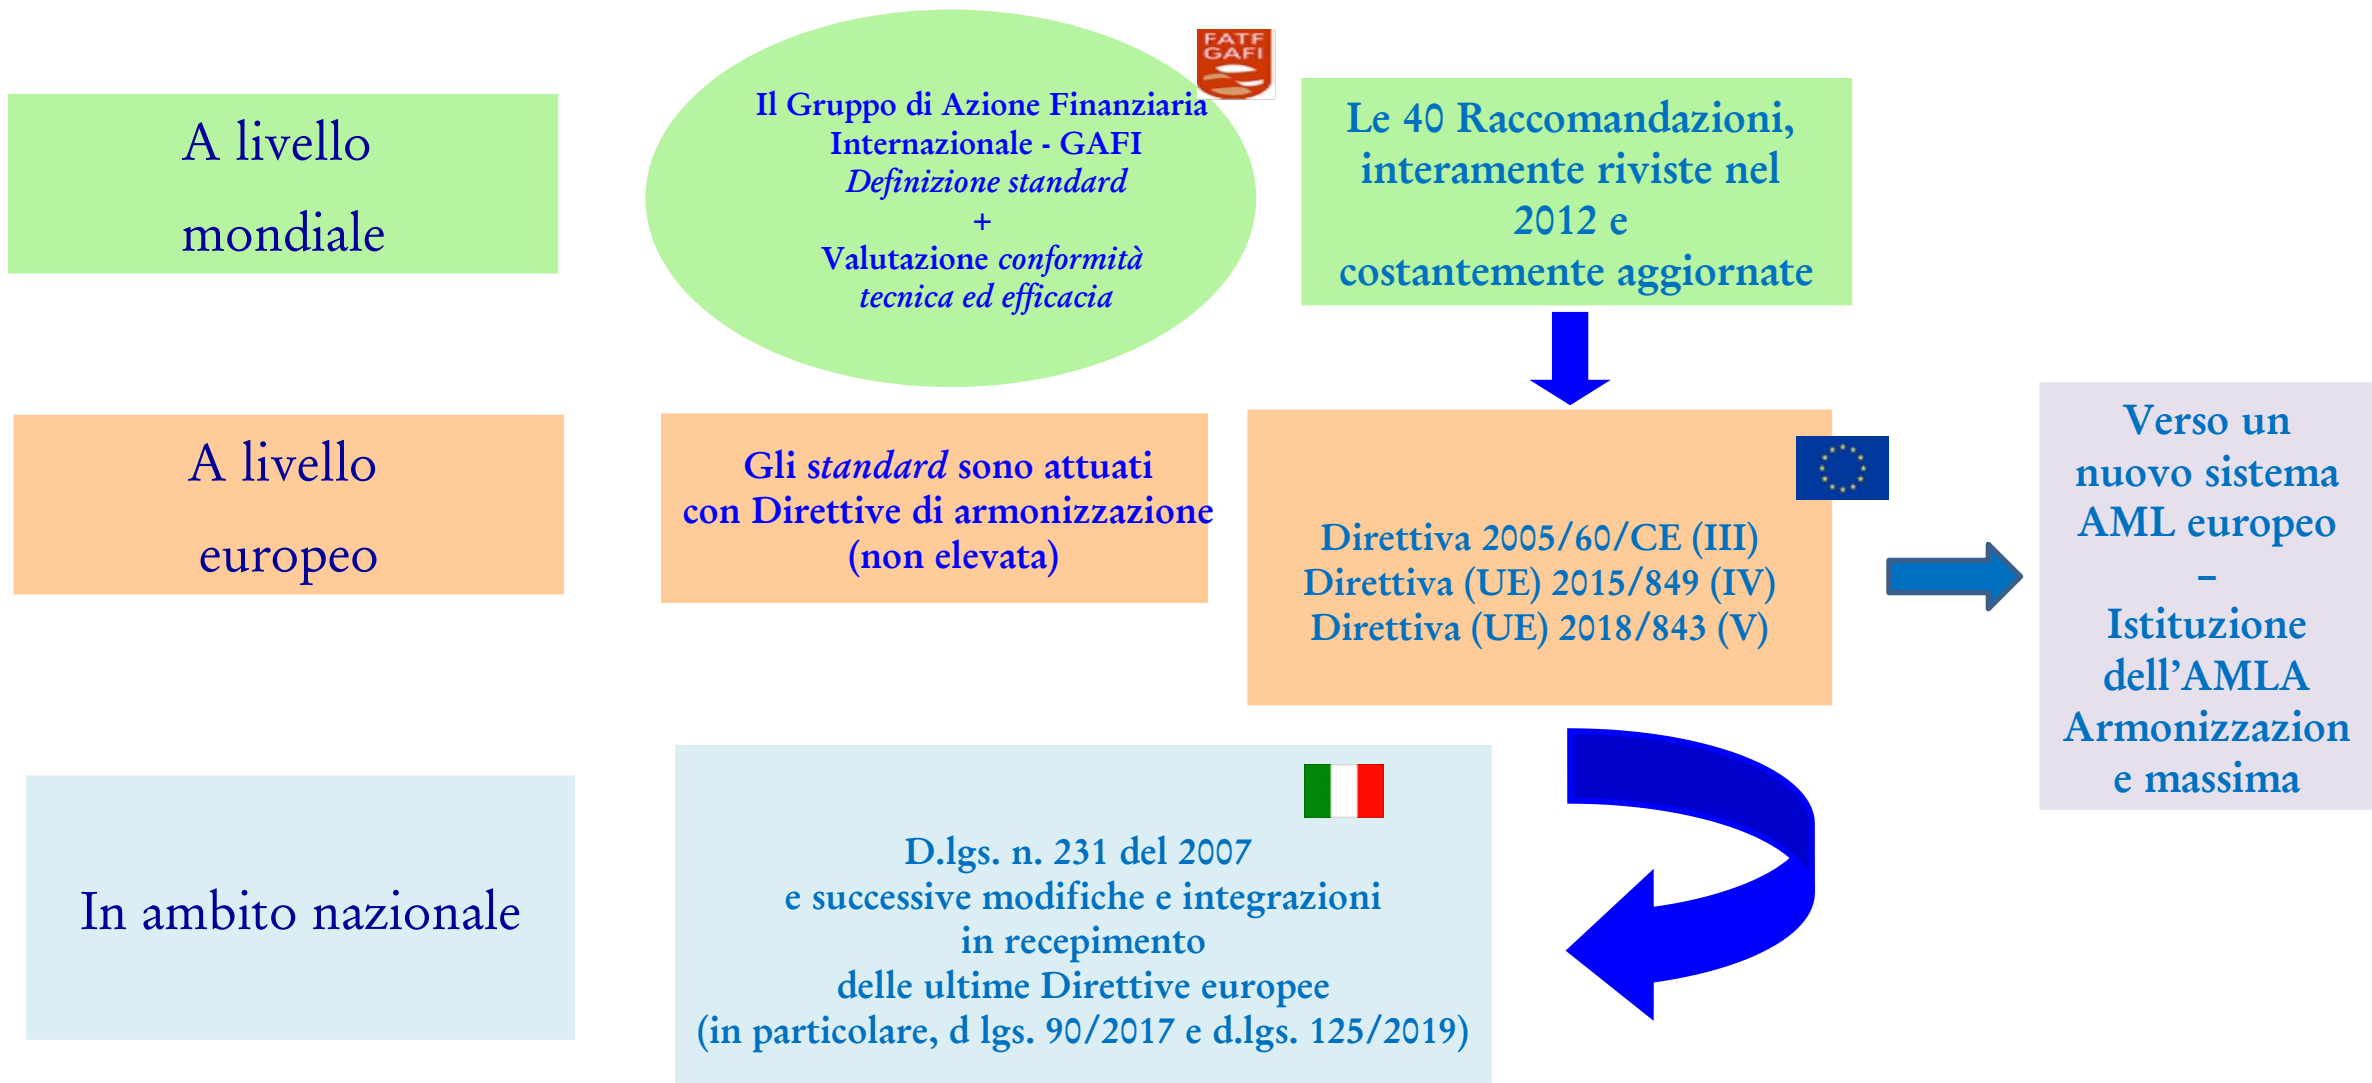 A livello
mondiale
FATF
GAFI
Il Gruppo di Azione Finanziaria
Internazionale - GAFI
Definizione standard
+
Valutazione conformità
tecnica ed efficacia
Le 40 Raccomandazioni,
interamente riviste nel
2012 e
costantemente aggiornate
A livello
europeo
Gli standard sono attuati
con Direttive di armonizzazione
(non elevata)
Direttiva 2005/60/CE (III)
Direttiva (UE) 2015/849 (IV)
Direttiva (UE) 2018/843 (V)
Verso un
nuovo sistema
AML europeo
–
Istituzione
dell’AMLA
Armonizzazion
e massima
In ambito nazionale
D.lgs. n. 231 del 2007
e successive modifiche e integrazioni
in recepimento
delle ultime Direttive europee
(in particolare, d lgs. 90/2017 e d.lgs. 125/2019)